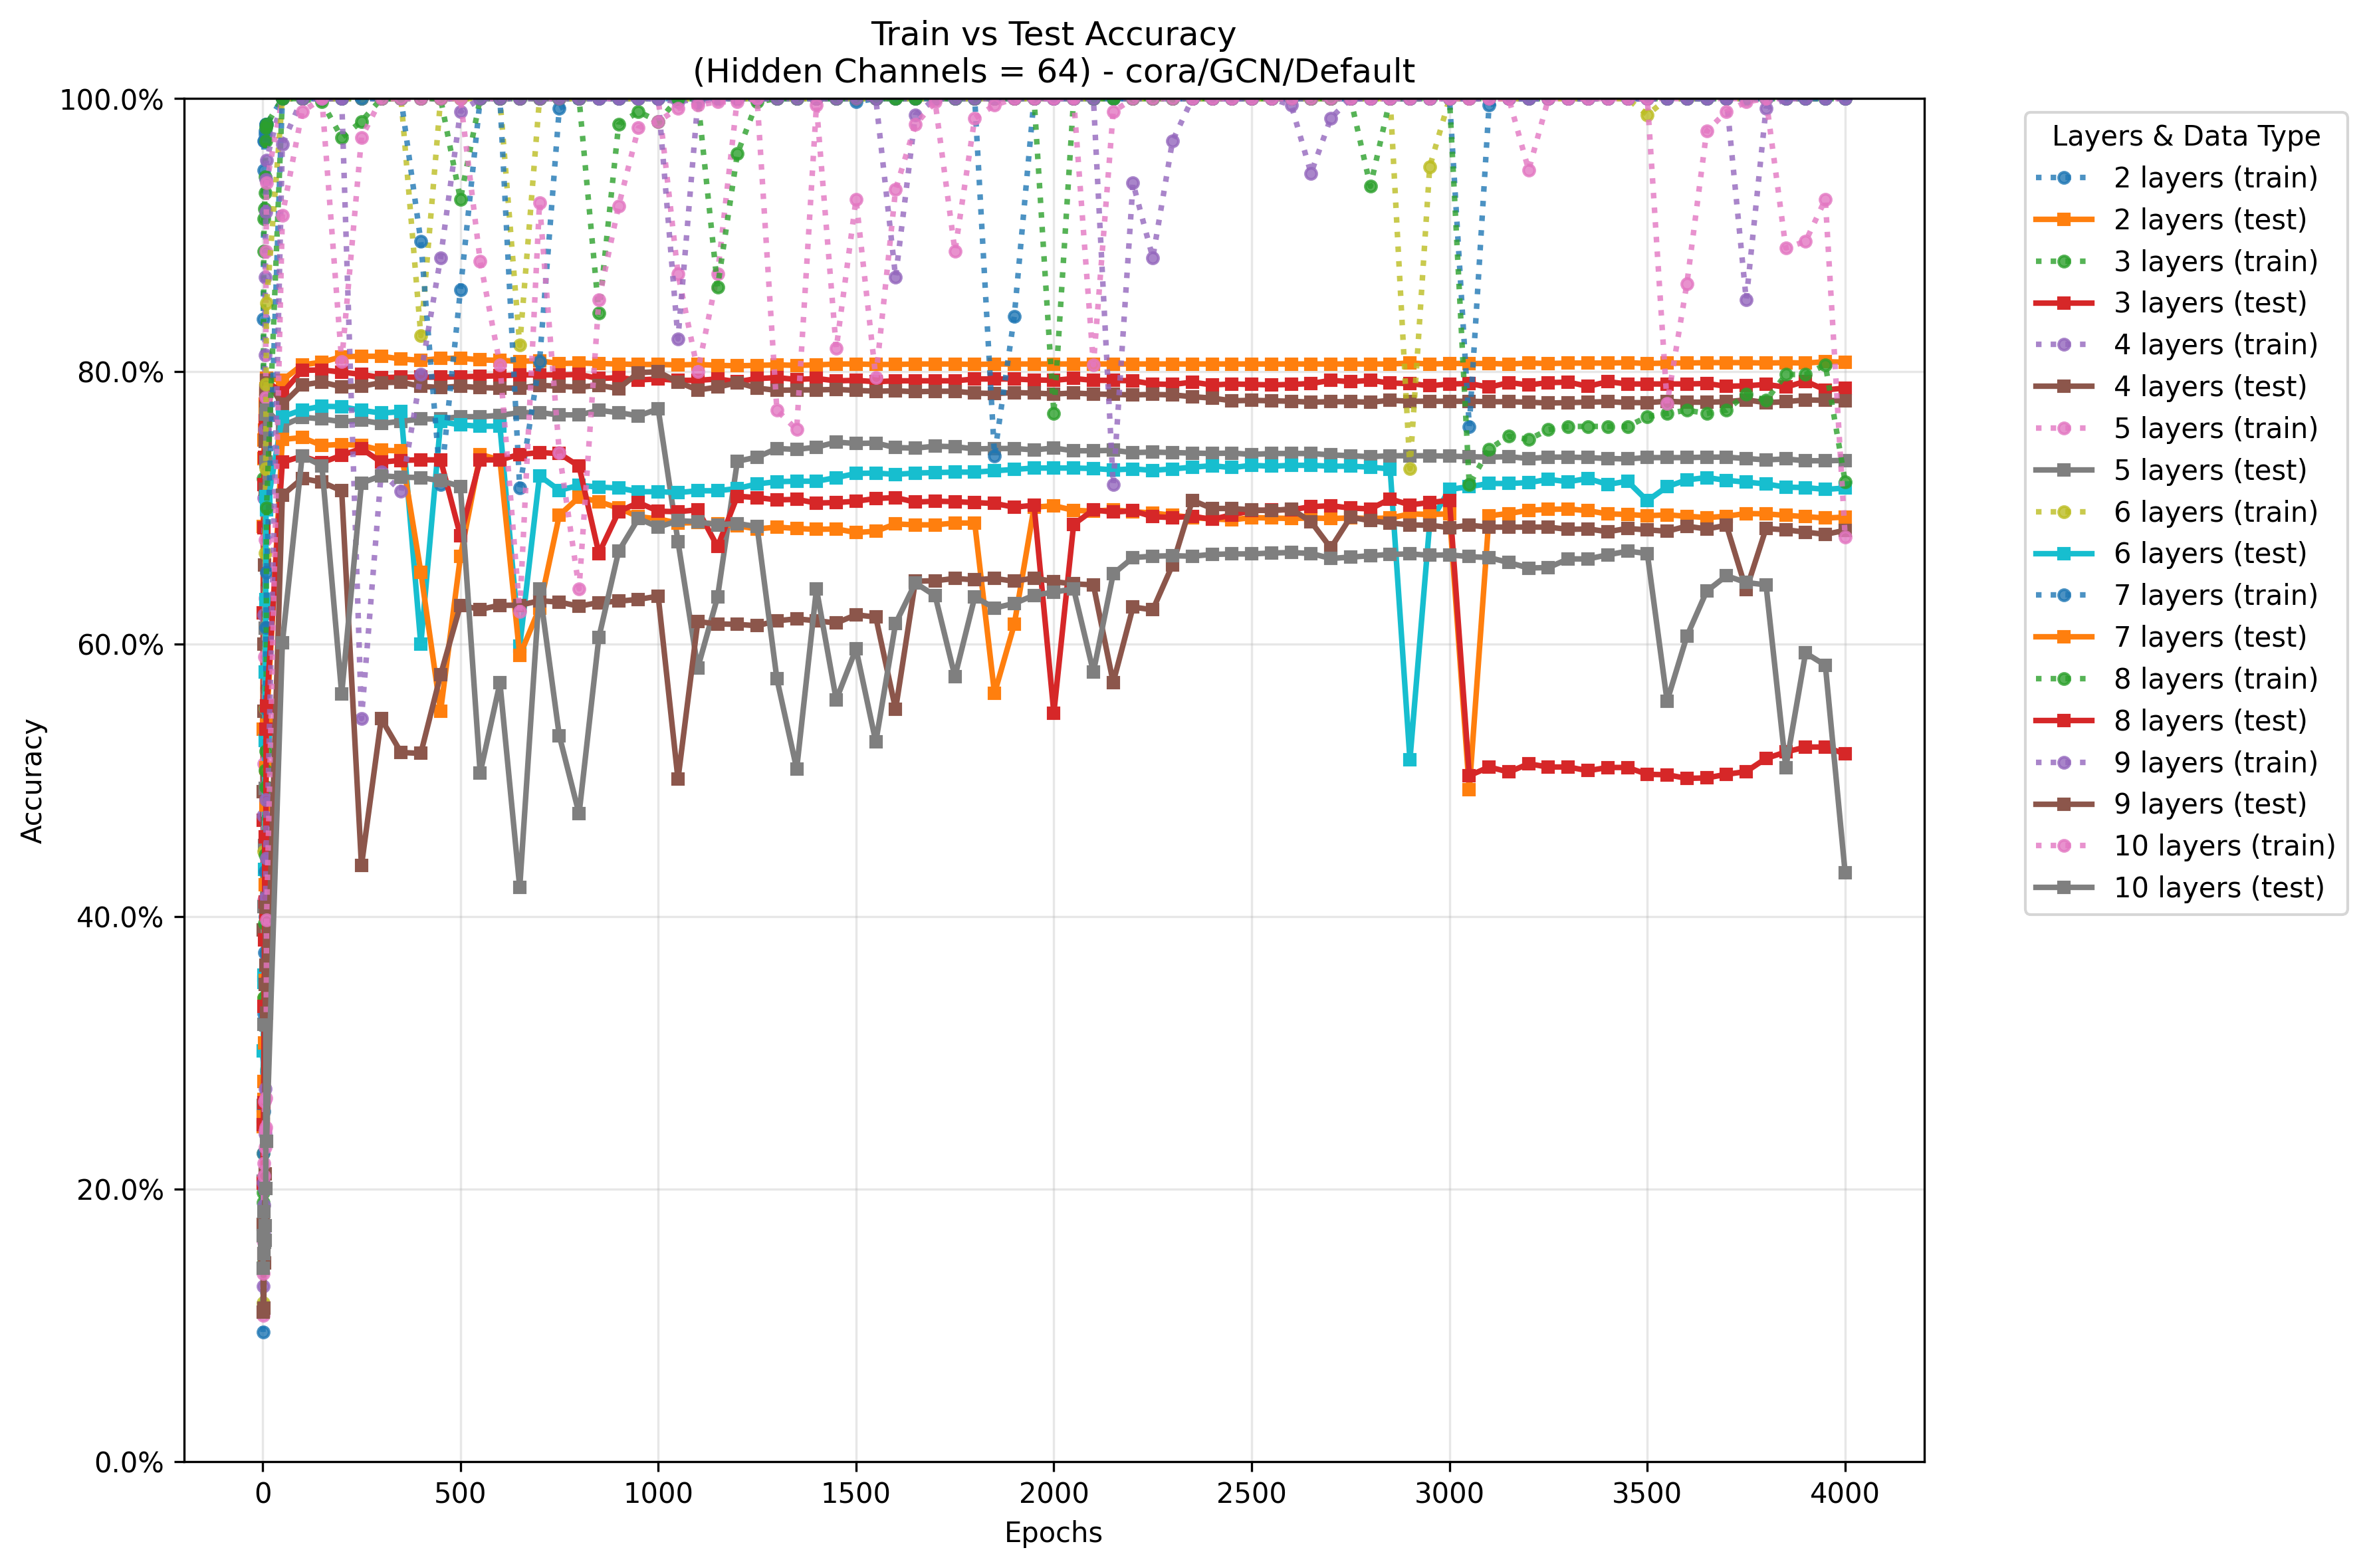 Train vs Test Accuracy
(Hidden Channels = 64) - cora/GCN/Default
100.0%
80.0%
60.0%
40.0%
20.0%
0.0%
Accuracy
0
500
1000
1500
2000
2500
3000
3500
4000
Epochs
Layers & Data Type
2 layers (train)
2 layers (test)
3 layers (train)
3 layers (test)
4 layers (train)
4 layers (test)
5 layers (train)
5 layers (test)
6 layers (train)
6 layers (test)
7 layers (train)
7 layers (test)
8 layers (train)
8 layers (test)
9 layers (train)
9 layers (test)
10 layers (train)
10 layers (test)